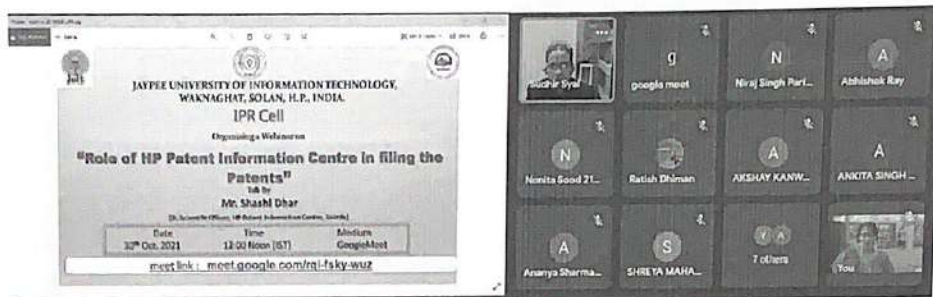 JAYPEE UNIVERSITY OF INFORMATION TECHNOLOGY,
WAKNAGHAT, SOLAN, H.P., INDIA.
IPR Cell
Organising a Webinar on
"Role of HP Patent Information Centre in filing the
Patents"
Talk By
Mr. Shashi Dhar
Date Time Medium
30th Oct, 2021 12:00 Noon (IST) GoogleMeet
meet link : meet.google.com/rqi-fsky-wuz
Sudhir Syal
g
google meet
N
Niraj Singh Pari...
A
Abhishek Ray
N
Nonita Sood 21...
Ratish Dhiman
A
AKSHAY KANW...
A
ANKITA SINGH ...
A
Ananya Sharma...
S
SHREYA MAHA...
Y A
7 others
You